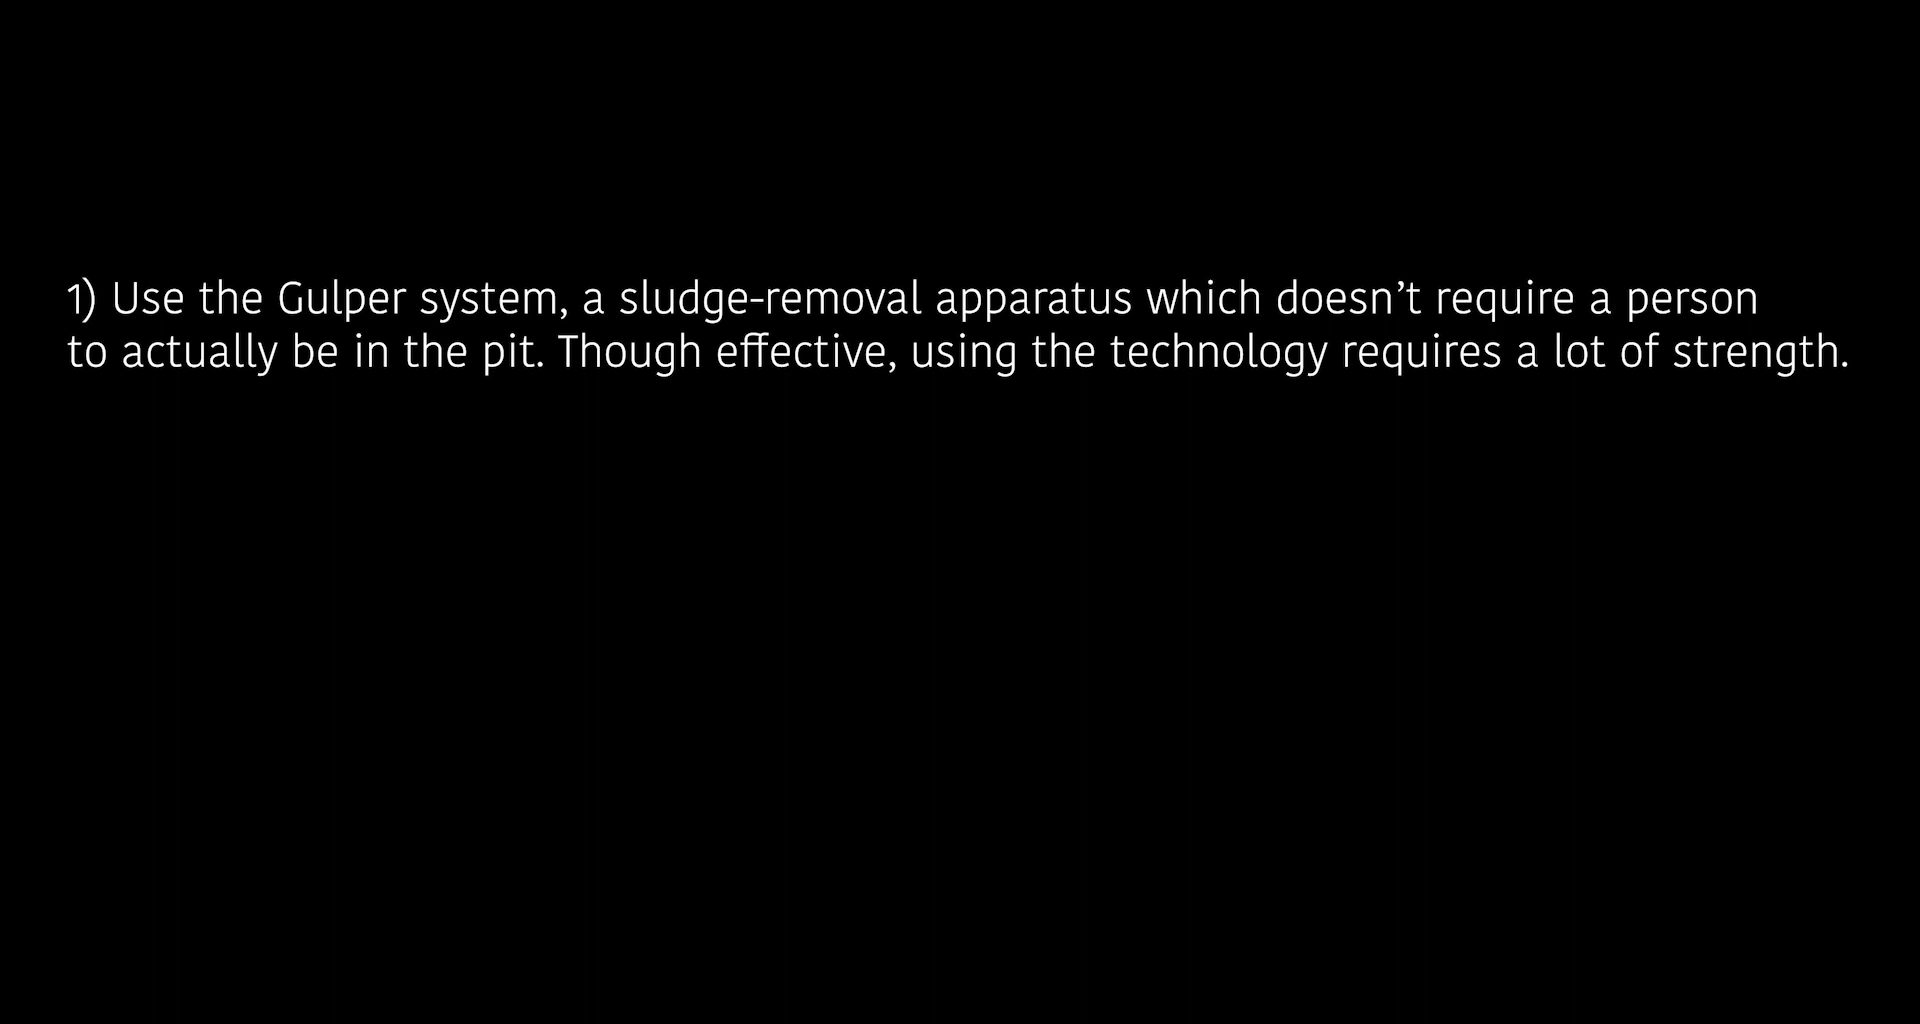 1) Use the Gulper system, a sludge-removal apparatus which doesn’t require a person
to actually be in the pit. Though effective, using the technology requires a lot of strength.